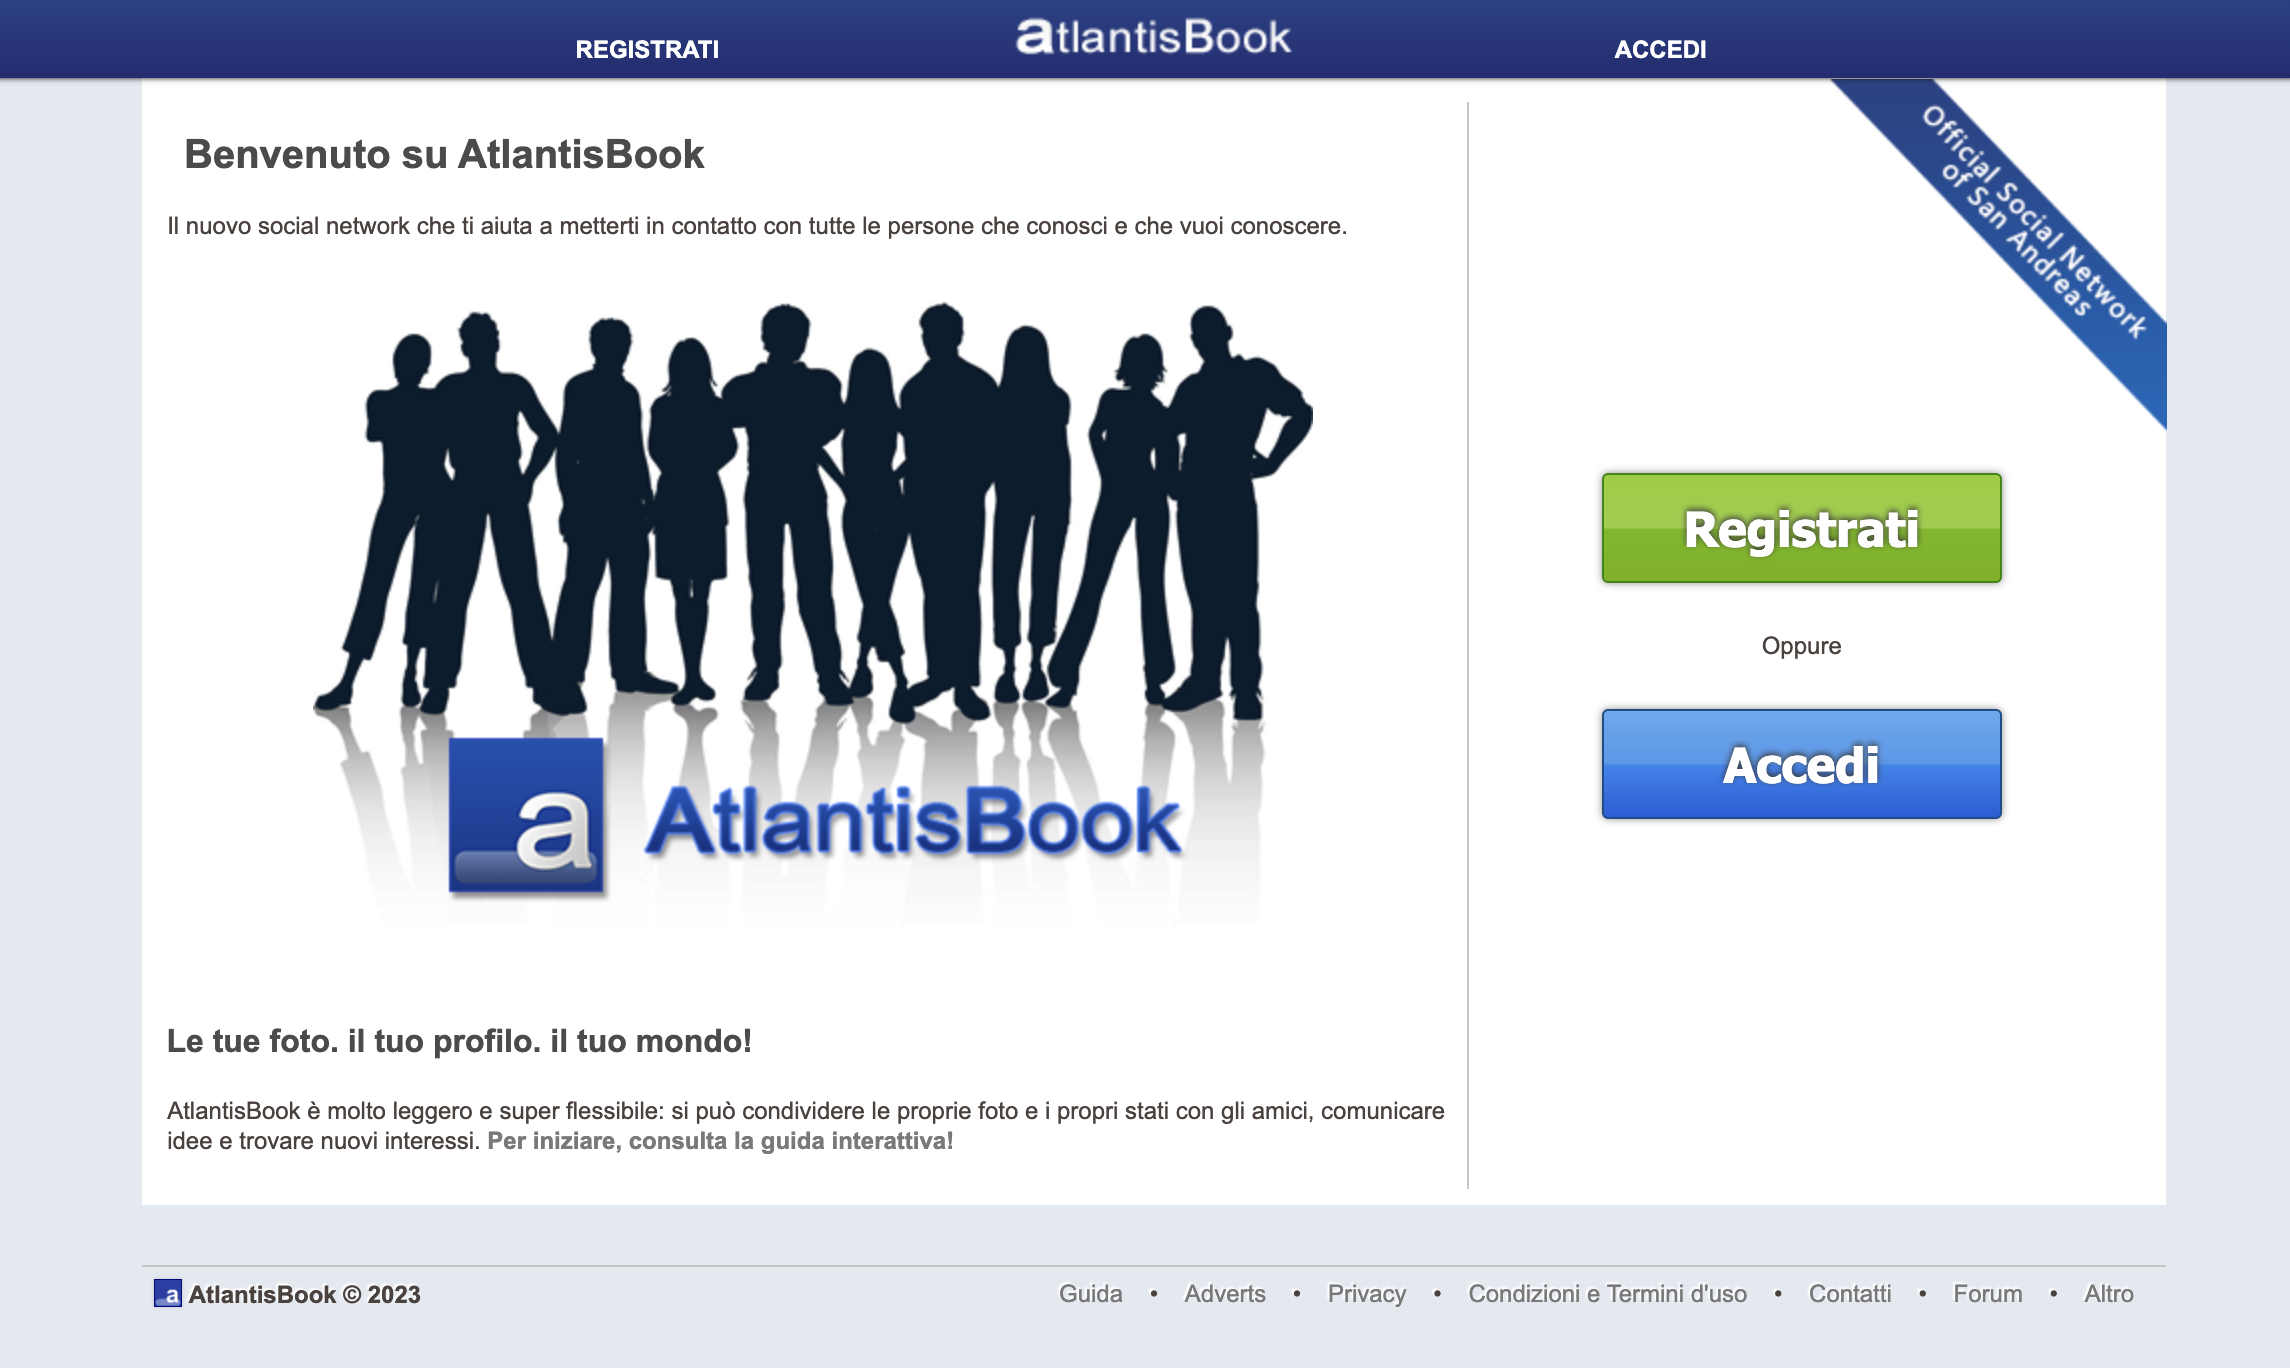 REGISTRATI
atlantisBook
ACCEDI
Official Social Network
of San Andreas
Benvenuto su AtlantisBook
Il nuovo social network che ti aiuta a metterti in contatto con tutte le persone che conosci e che vuoi conoscere.
a AtlantisBook
Registrati
Oppure
Accedi
Le tue foto. il tuo profilo. il tuo mondo!
AtlantisBook è molto leggero e super flessibile: si può condividere le proprie foto e i propri stati con gli amici, comunicare
idee e trovare nuovi interessi. Per iniziare, consulta la guida interattiva!
a AtlantisBook © 2023
Guida • Adverts • Privacy • Condizioni e Termini d'uso • Contatti • Forum • Altro